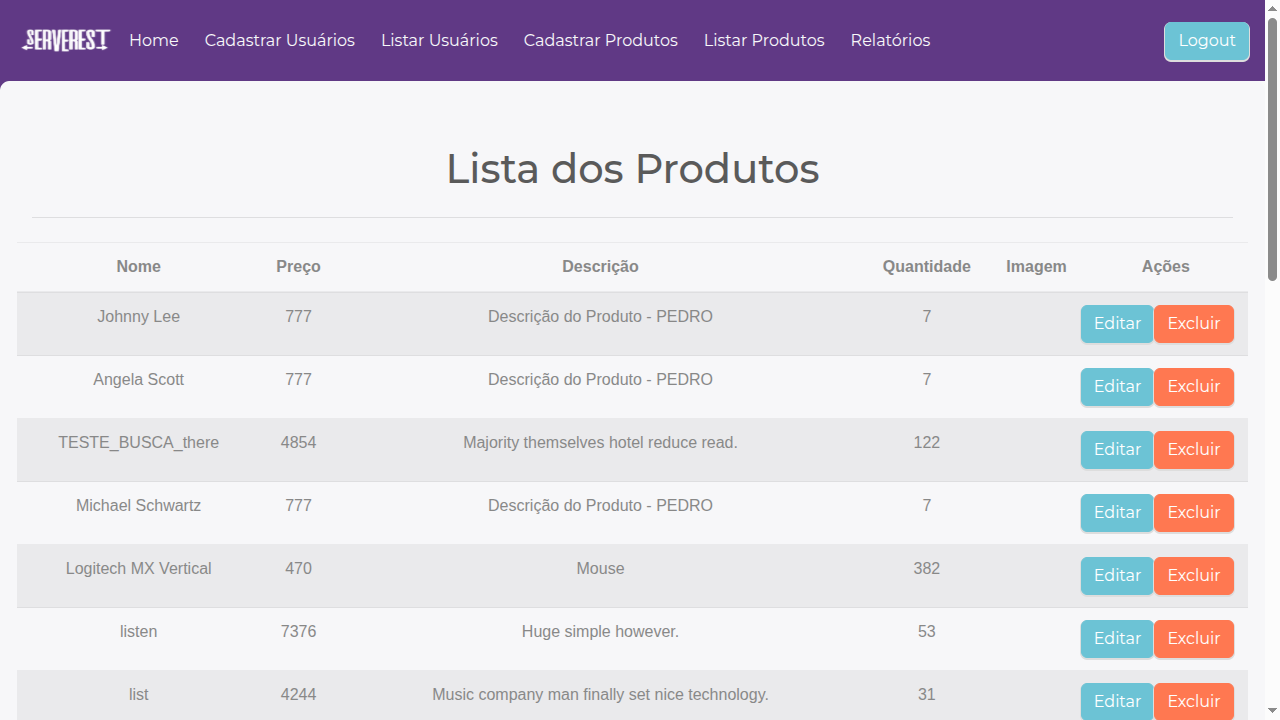 SERVEREST Home Cadastrar Usuários Listar Usuários Cadastrar Produtos Listar Produtos Relatórios Logout
Lista dos Produtos
Nome Preço Descrição Quantidade Imagem Ações
Johnny Lee 777 Descrição do Produto - PEDRO 7 Editar Excluir
Angela Scott 777 Descrição do Produto - PEDRO 7 Editar Excluir
TESTE_BUSCA_there 4854 Majority themselves hotel reduce read. 122 Editar Excluir
Michael Schwartz 777 Descrição do Produto - PEDRO 7 Editar Excluir
Logitech MX Vertical 470 Mouse 382 Editar Excluir
listen 7376 Huge simple however. 53 Editar Excluir
list 4244 Music company man finally set nice technology. 31 Editar Excluir